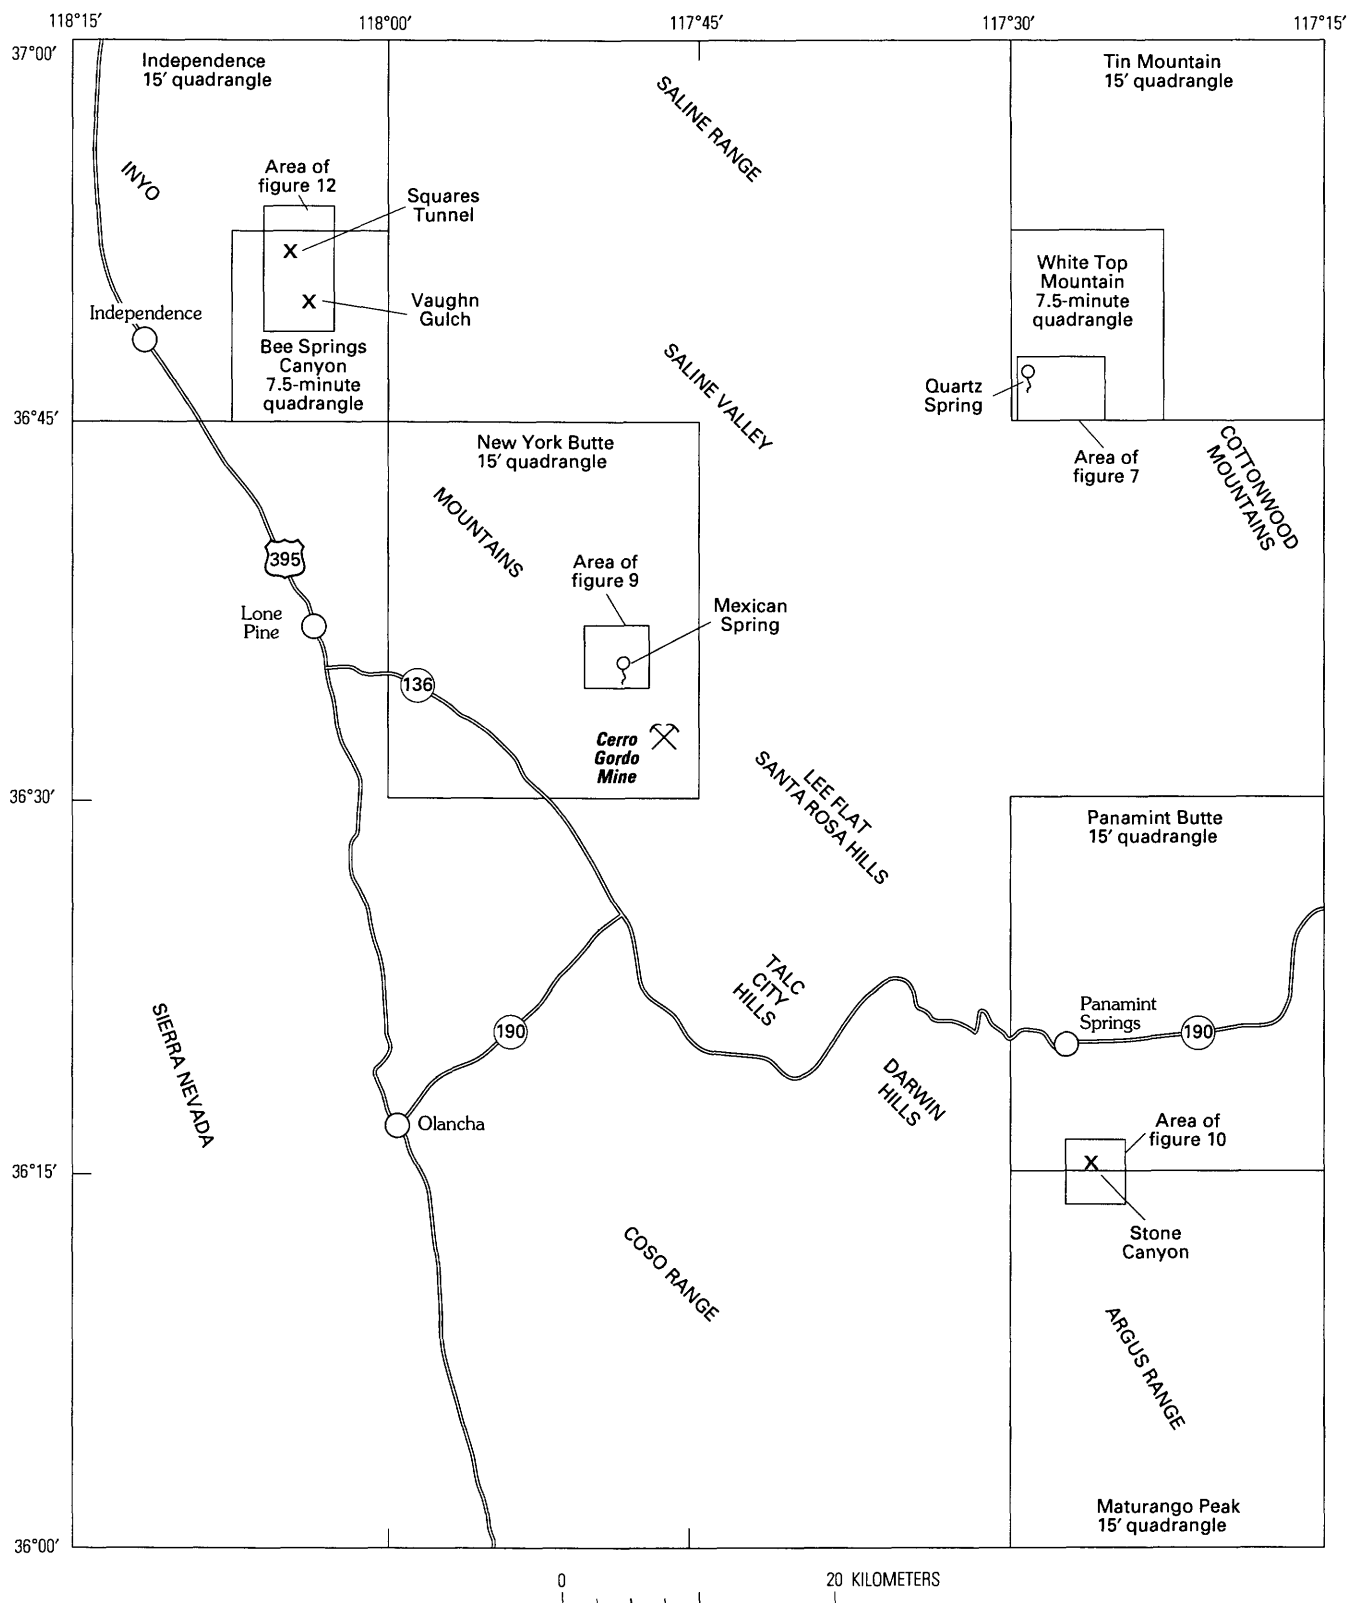 118°15′
118°00′
117°45′
117°30′
117°15′
37°00′
Independence
15′ quadrangle
Tin Mountain
15′ quadrangle
SALINE RANGE
INYO
Area of
figure 12
Squares
Tunnel
Vaughn
Gulch
Independence
Bee Springs
Canyon
7.5-minute
quadrangle
White Top
Mountain
7.5-minute
quadrangle
Quartz
Spring
SALINE VALLEY
36°45′
New York Butte
15′ quadrangle
Area of
figure 7
COTTONWOOD
MOUNTAINS
MOUNTAINS
395
Area of
figure 9
Lone
Pine
Mexican
Spring
136
Cerro
Gordo
Mine
LEE FLAT
SANTA ROSA HILLS
36°30′
Panamint Butte
15′ quadrangle
TALC
CITY
HILLS
Panamint
Springs
190
190
SIERRA NEVADA
DARWIN
HILLS
Olancha
Area of
figure 10
36°15′
Stone
Canyon
COSO RANGE
ARGUS RANGE
Maturango Peak
15′ quadrangle
36°00′
0
20 KILOMETERS